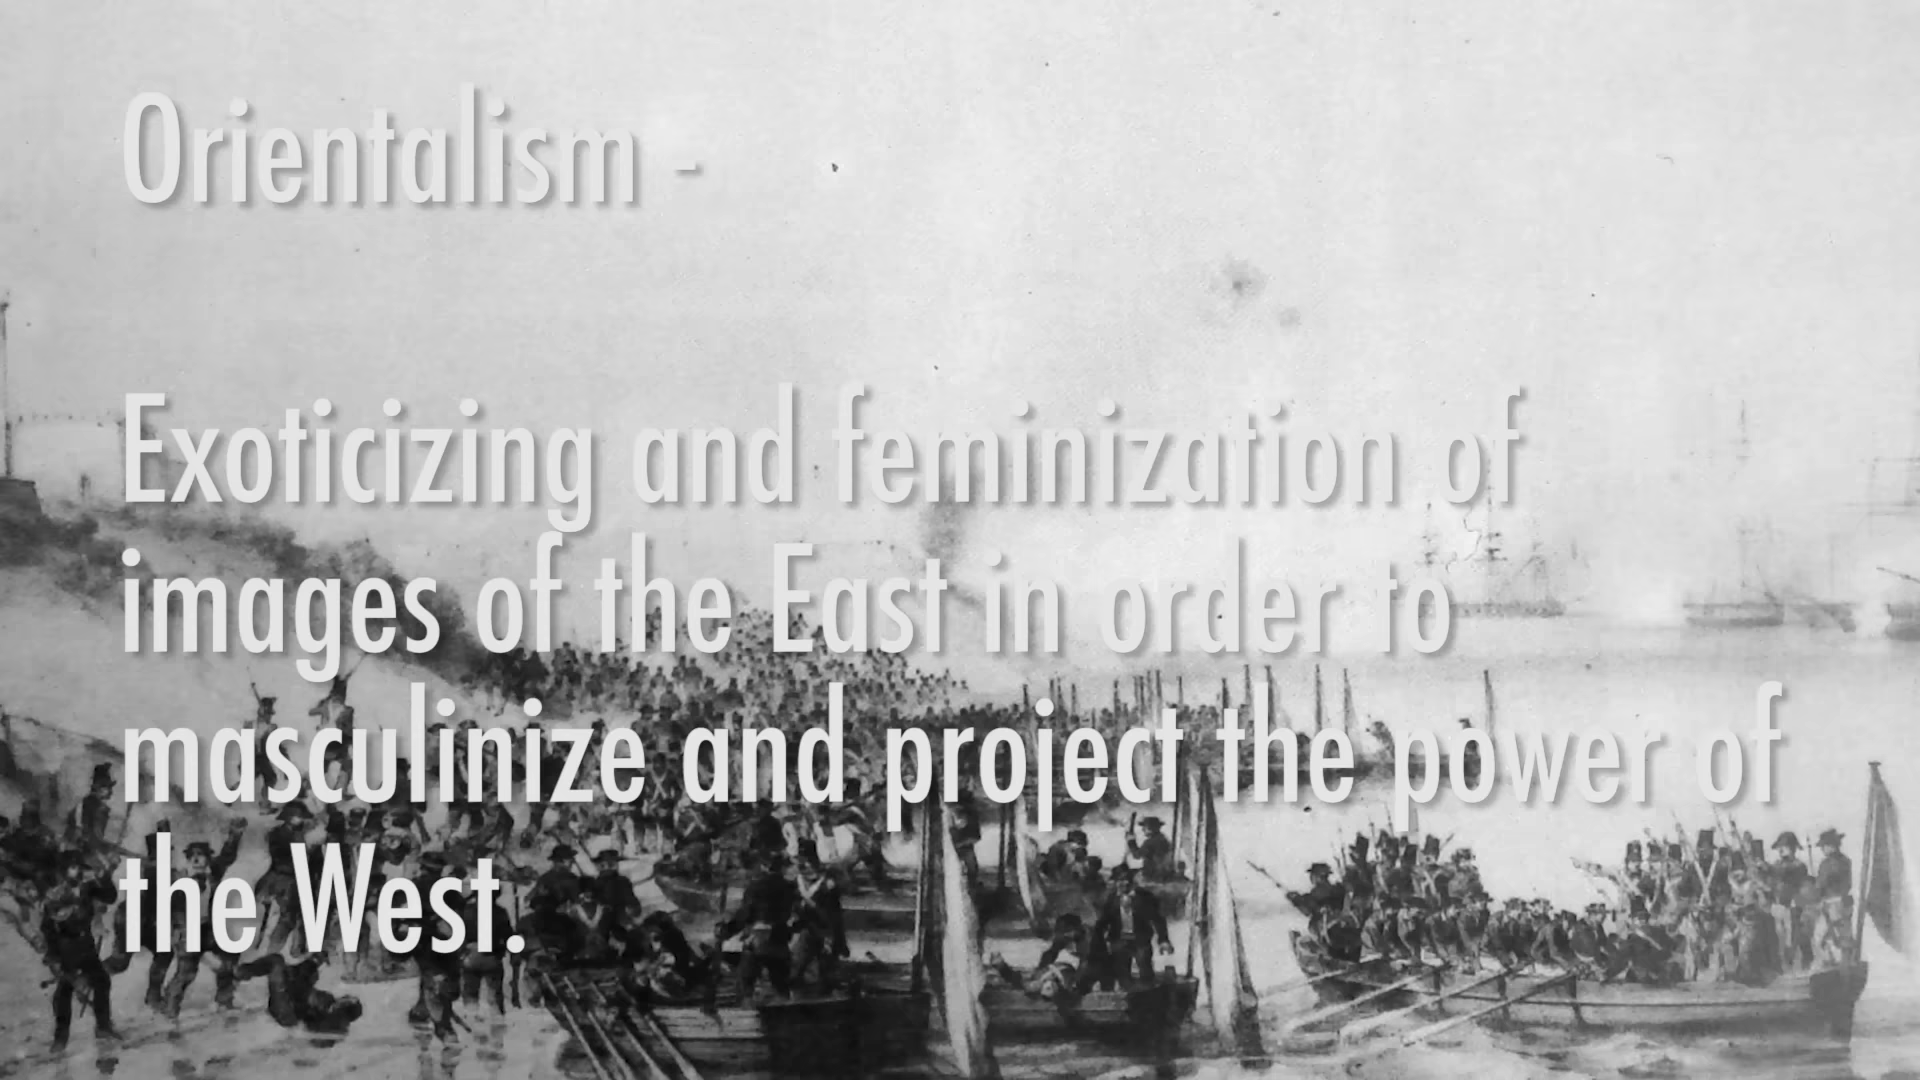 Orientalism -
Exoticizing and feminization of
images of the East in order to
masculinize and project the power of
the West.